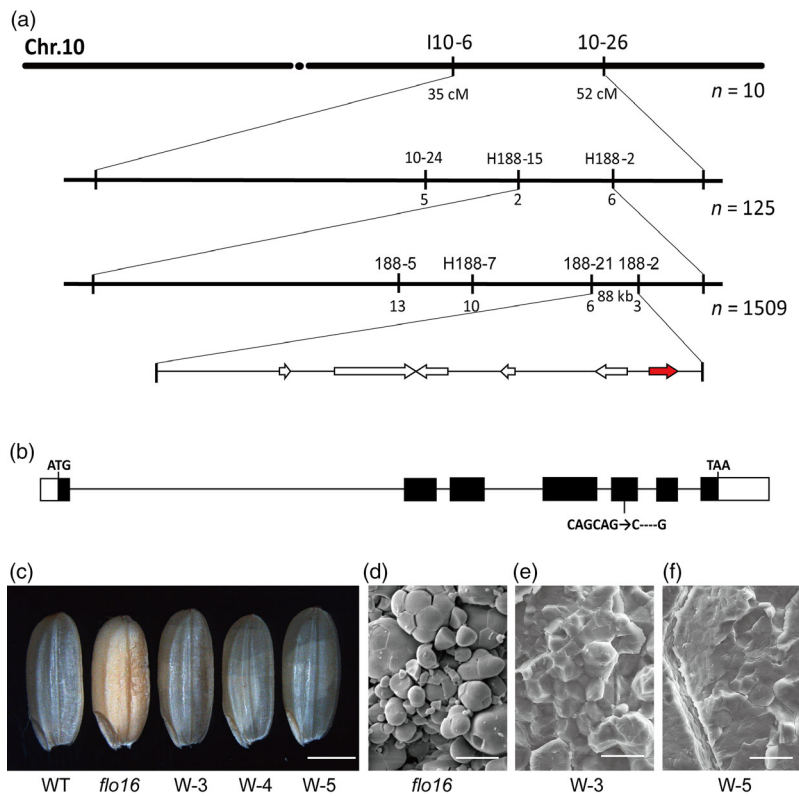 (a)
Chr.10
I10-6 10-26
35 cM 52 cM
n = 10
10-24 H188-15 H188-2
5 2 6
n = 125
188-5 H188-7 188-21 188-2
88 kb
13 10 6 3
n = 1509
(b)
ATG TAA
CAGCAG→C----G
(c) (d) (e) (f)
WT flo16 W-3 W-4 W-5 flo16 W-3 W-5